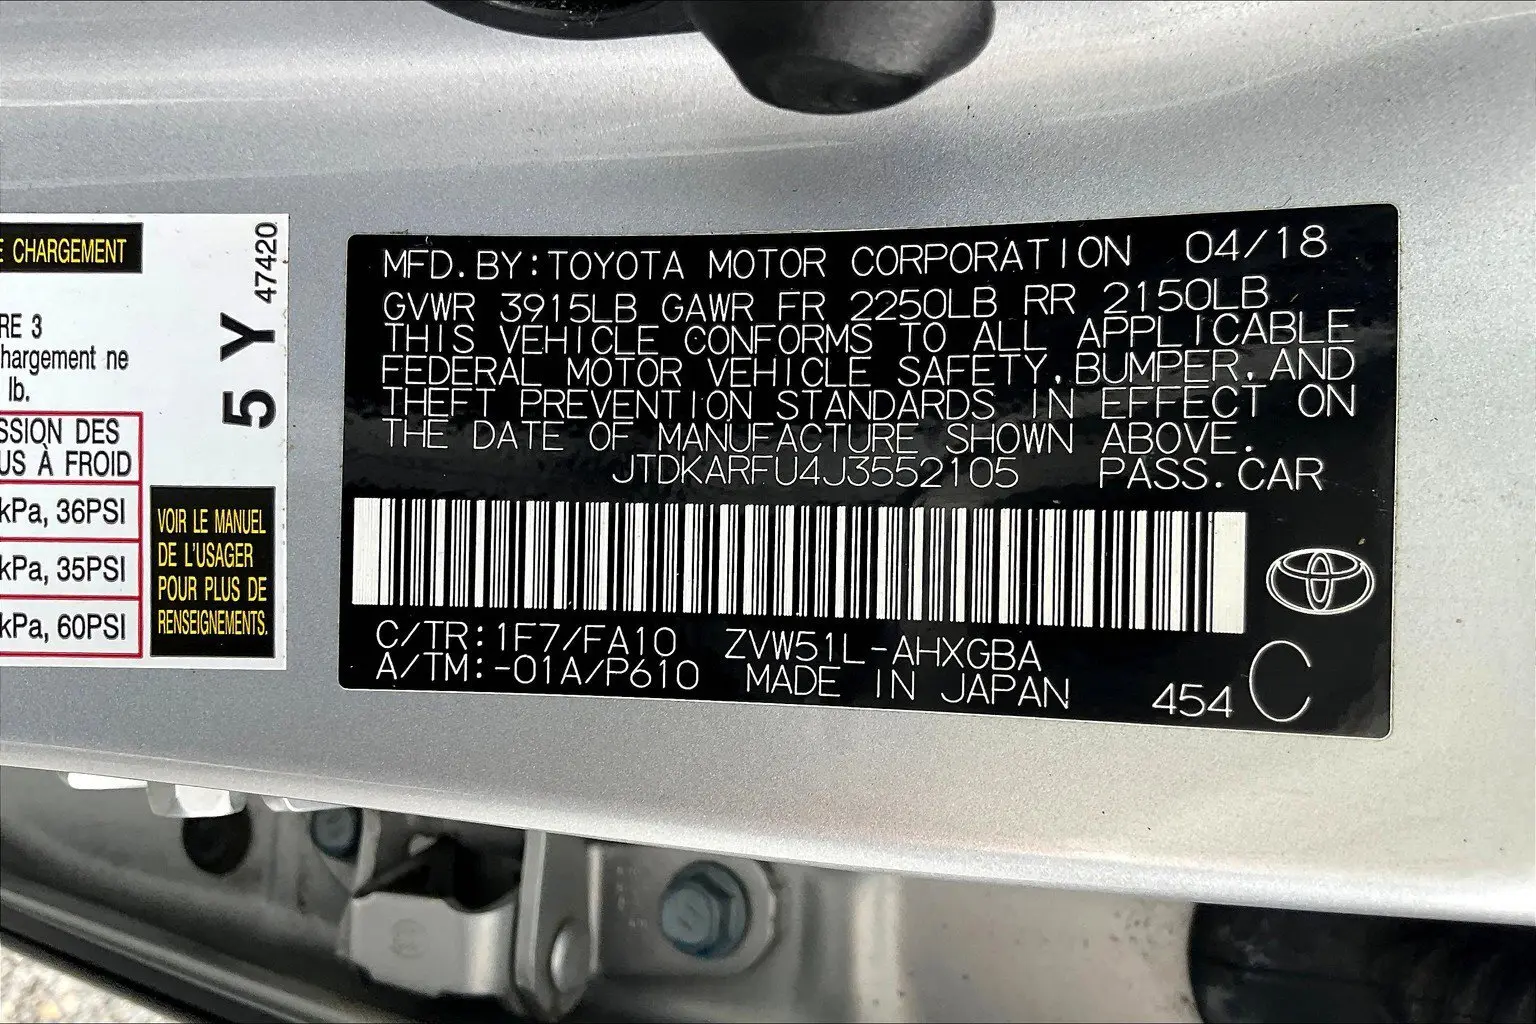 E CHARGEMENT
47420
5 Y
RE 3
hargement ne
lb.
SSION DES
US À FROID
kPa, 36PSI
kPa, 35PSI
kPa, 60PSI
VOIR LE MANUEL
DE L'USAGER
POUR PLUS DE
RENSEIGNEMENTS.
MFD. BY: TOYOTA MOTOR CORPORATION 04/18
GVWR 3915LB GAWR FR 2250LB RR 2150LB
THIS VEHICLE CONFORMS TO ALL APPLICABLE
FEDERAL MOTOR VEHICLE SAFETY, BUMPER, AND
THEFT PREVENTION STANDARDS IN EFFECT ON
THE DATE OF MANUFACTURE SHOWN ABOVE.
JTDKARFU4J3552105 PASS. CAR
C/TR: 1F7/FA10 ZVW51L-AHXGBA
A/TM: -01A/P610 MADE IN JAPAN 454 C